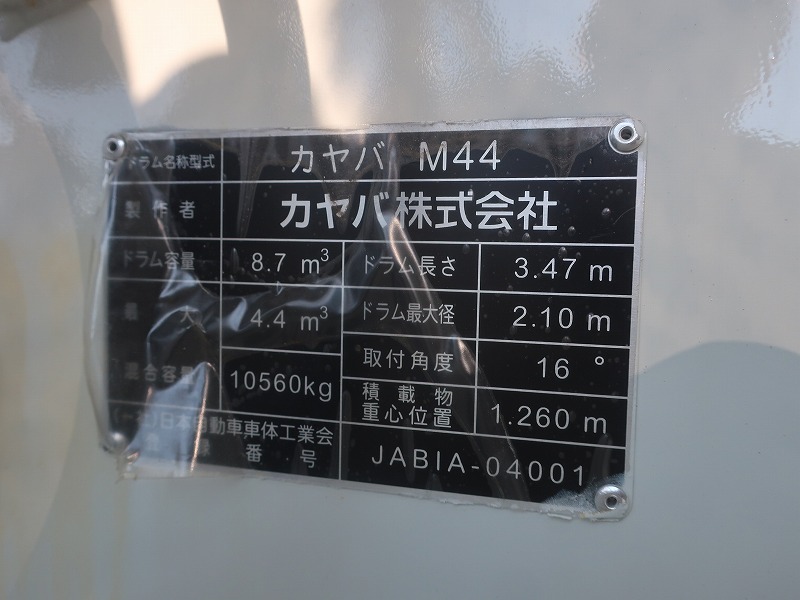 ドラム名称型式 カヤバ M44
製作者 カヤバ株式会社
ドラム容量 8.7 m³ ドラム長さ 3.47 m
最大 4.4 m³ ドラム最大径 2.10 m
取付角度 16 °
混合容量 10560kg
積載物
重心位置 1.260 m
(一社)日本自動車車体工業会
番号 JABIA-04001